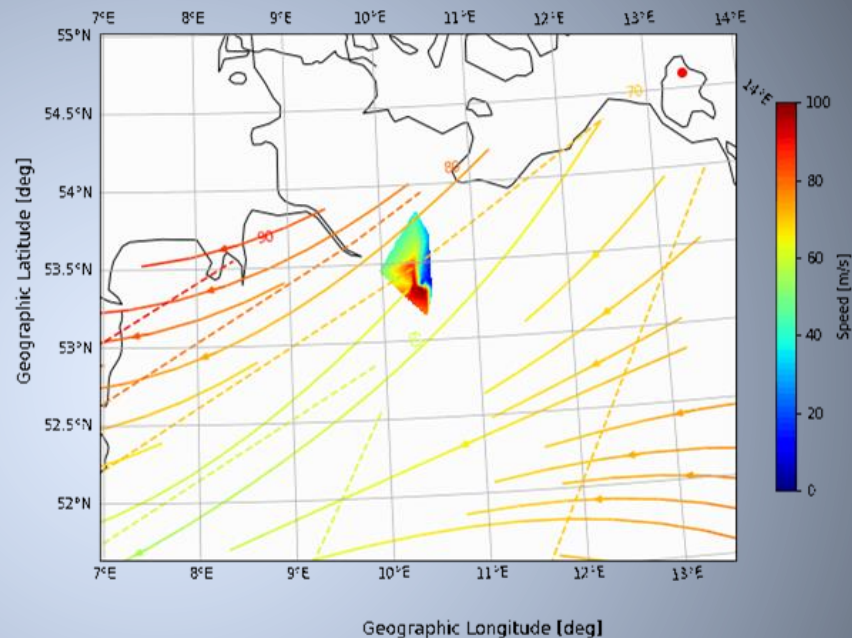 7°E 8°E 9°E 10°E 11°E 12°E 13°E 14°E
14°E
55°N
54.5°N
54°N
53.5°N
53°N
52.5°N
52°N
70
80
90
7°E 8°E 9°E 10°E 11°E 12°E 13°E
Geographic Latitude [deg]
Geographic Longitude [deg]
100
80
60
40
20
0
Speed [m/s]